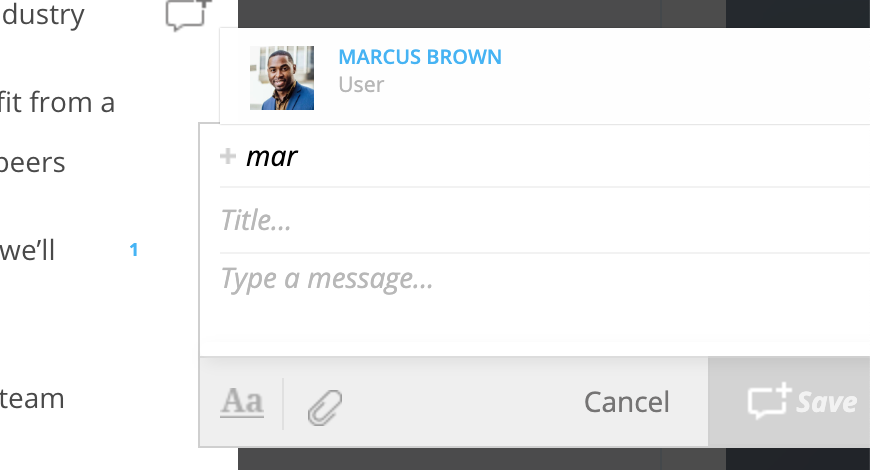 dustry
MARCUS BROWN
User
fit from a
mar
peers
Title...
we'll
1
Type a message...
team
Aa
Cancel
Save